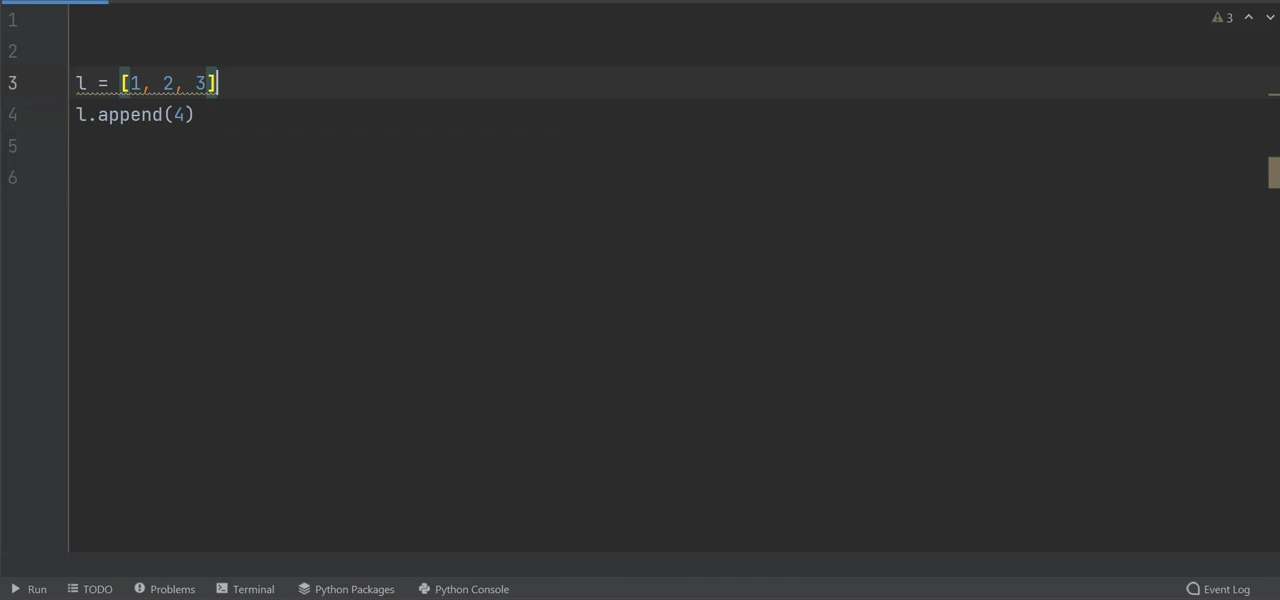 1
2
3 l = [1, 2, 3]
4 l.append(4)
5
6
3
Run TODO Problems Terminal Python Packages Python Console Event Log